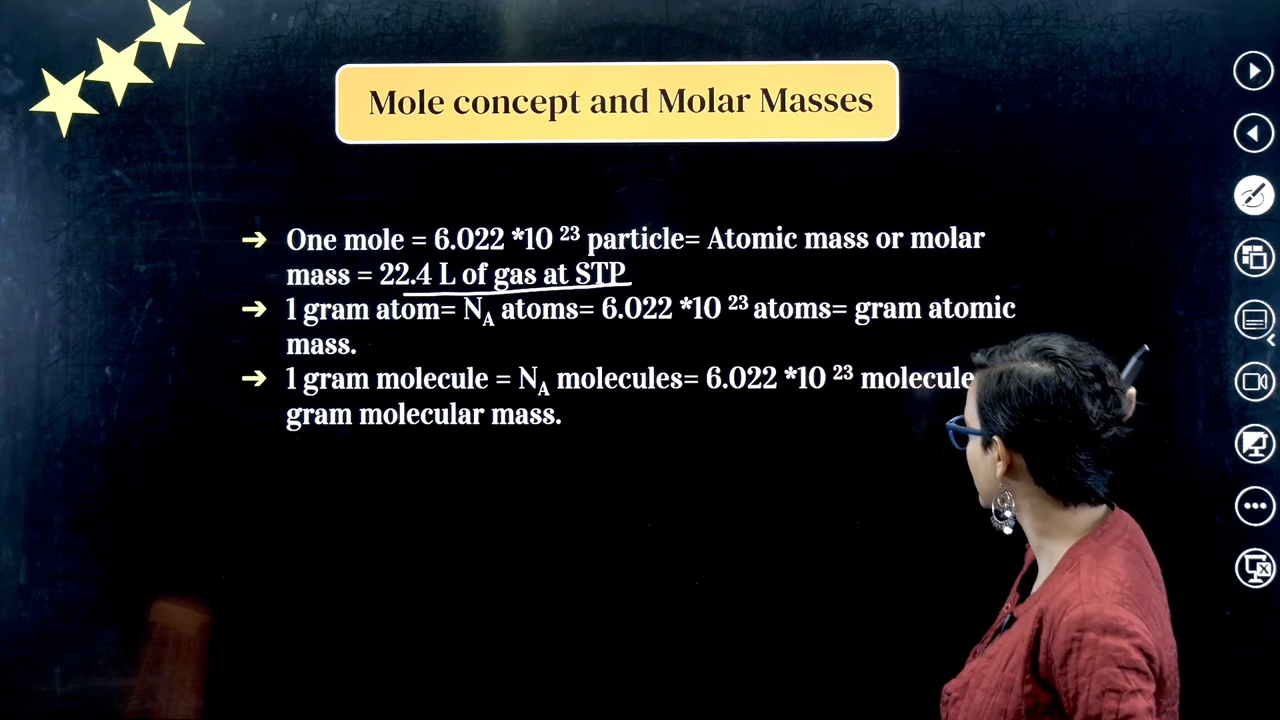 Mole concept and Molar Masses
→ One mole = 6.022 *10 ²³ particle= Atomic mass or molar
mass = 22.4 L of gas at STP
→ 1 gram atom= N_A atoms= 6.022 *10 ²³ atoms= gram atomic
mass.
→ 1 gram molecule = N_A molecules= 6.022 *10 ²³
gram molecular mass.